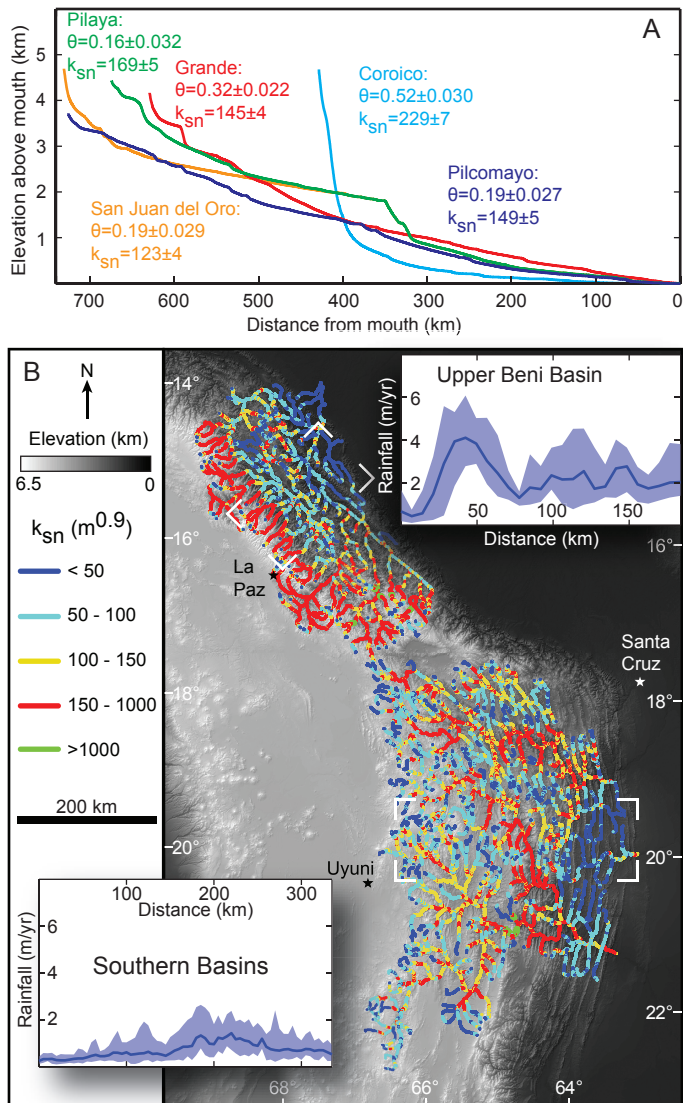 A
Pilaya:
θ=0.16±0.032
ksn=169±5
Grande:
θ=0.32±0.022
ksn=145±4
Coroico:
θ=0.52±0.030
ksn=229±7
Pilcomayo:
θ=0.19±0.027
ksn=149±5
San Juan del Oro:
θ=0.19±0.029
ksn=123±4
Elevation above mouth (km)
5
4
3
2
1
700 600 500 400 300 200 100 0
Distance from mouth (km)
B
N
Elevation (km)
6.5 0
ksn (m0.9)
< 50
50 - 100
100 - 150
150 - 1000
>1000
200 km
14°
16°
18°
20°
22°
La
Paz
Uyuni
Santa
Cruz
16°
18°
20°
22°
68° 66° 64°
Upper Beni Basin
Rainfall (m/yr)
6
4
2
50 100 150
Distance (km)
100 200 300
Distance (km)
Rainfall (m/yr)
6
4
2
Southern Basins